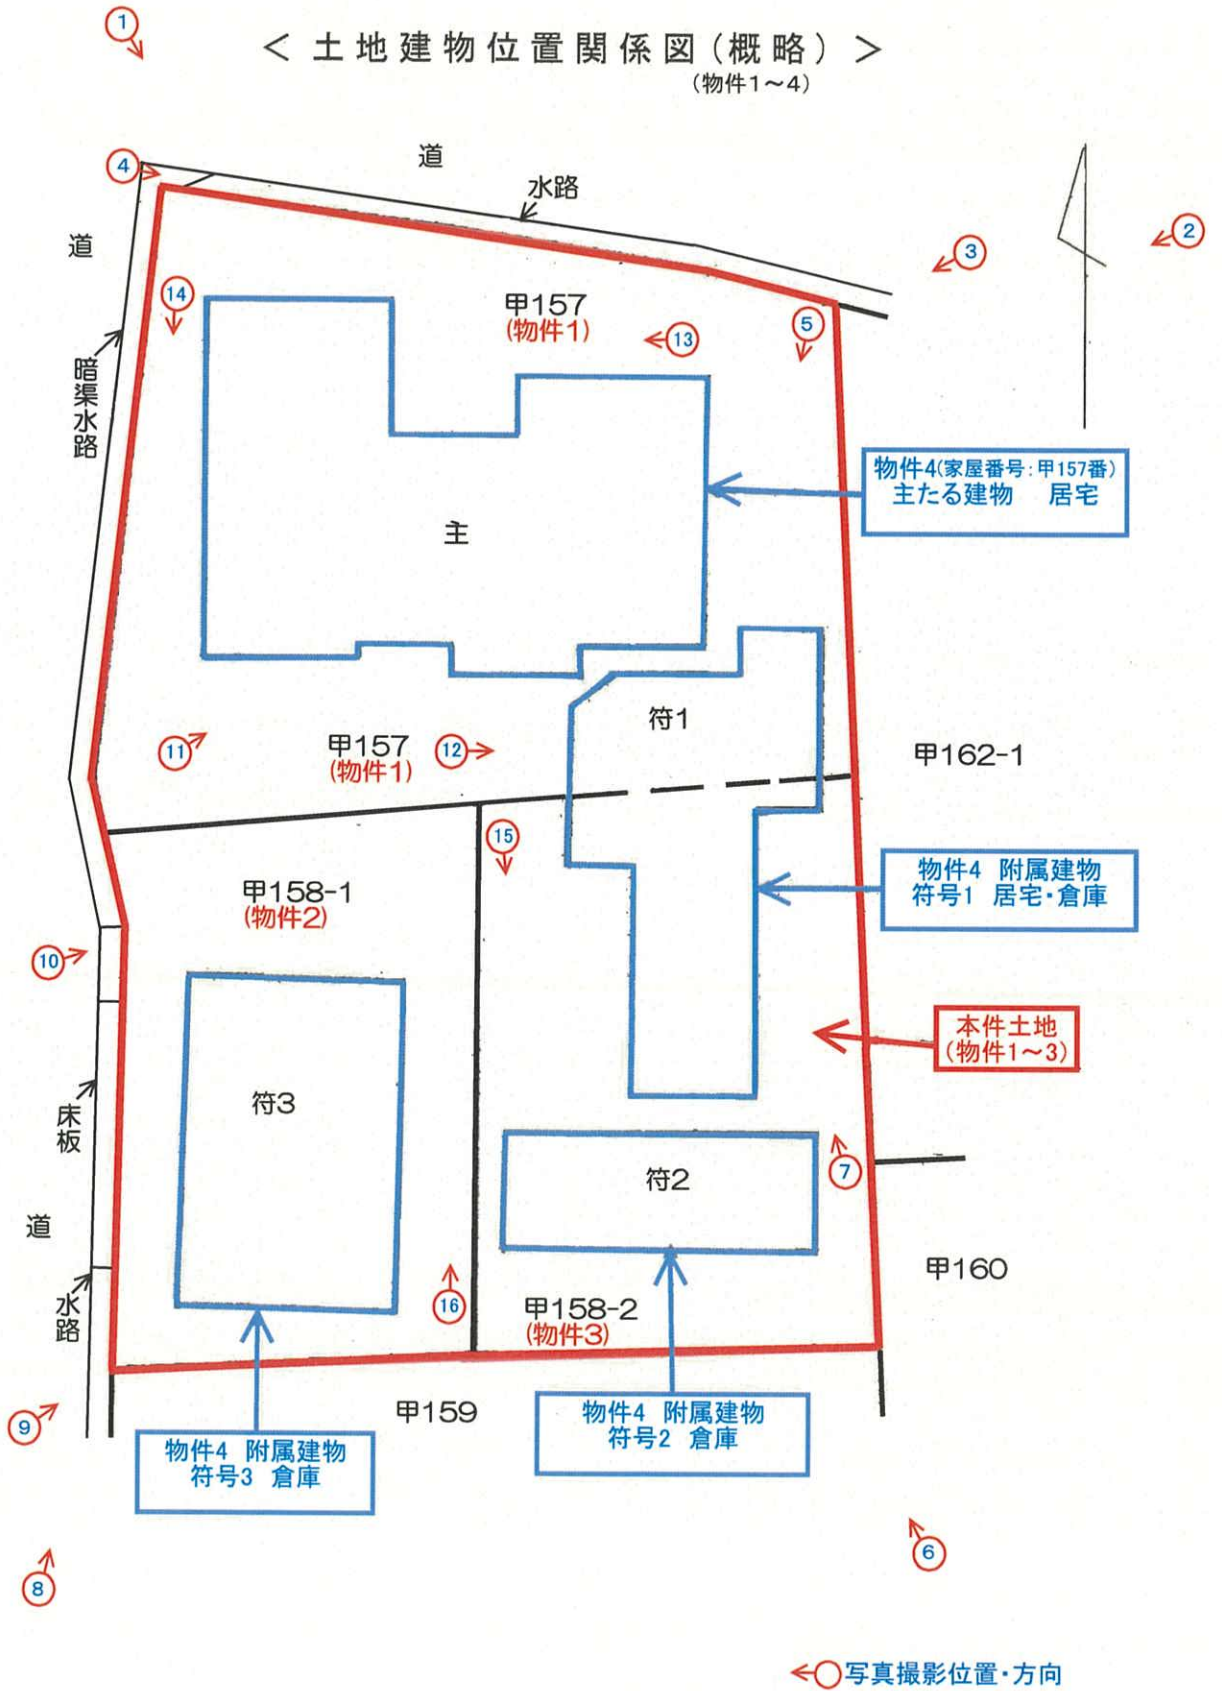 ①
＜ 土地建物位置関係図（概略） ＞
（物件1～4）
道
④
水路
道
②
③
⑭
甲157
(物件1)
⑬
⑤
暗渠水路
物件4(家屋番号：甲157番)
主たる建物　居宅
主
符1
⑪
甲157
(物件1)
⑫
甲162-1
⑮
甲158-1
(物件2)
物件4 附属建物
符号1 居宅・倉庫
⑩
本件土地
(物件1～3)
符3
床板
符2
⑦
道
甲160
水路
⑯
甲158-2
(物件3)
⑨
甲159
物件4 附属建物
符号2 倉庫
物件4 附属建物
符号3 倉庫
⑥
⑧
←○写真撮影位置・方向